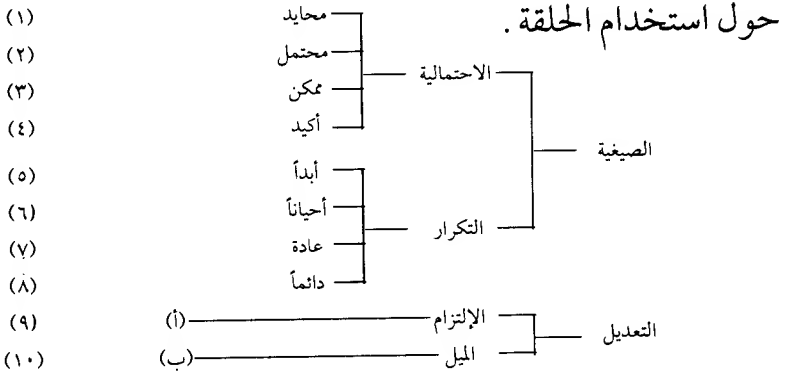 حول استخدام الحلقة .
محايد (١)
محتمل (٢)
الاحتمالية
ممكن (٣)
أكيد (٤)
الصيغية
أبداً (٥)
أحياناً (٦)
التكرار
عادة (٧)
دائماً (٨)
الإلتزام (أ) (٩)
التعديل
الميل (ب) (١٠)